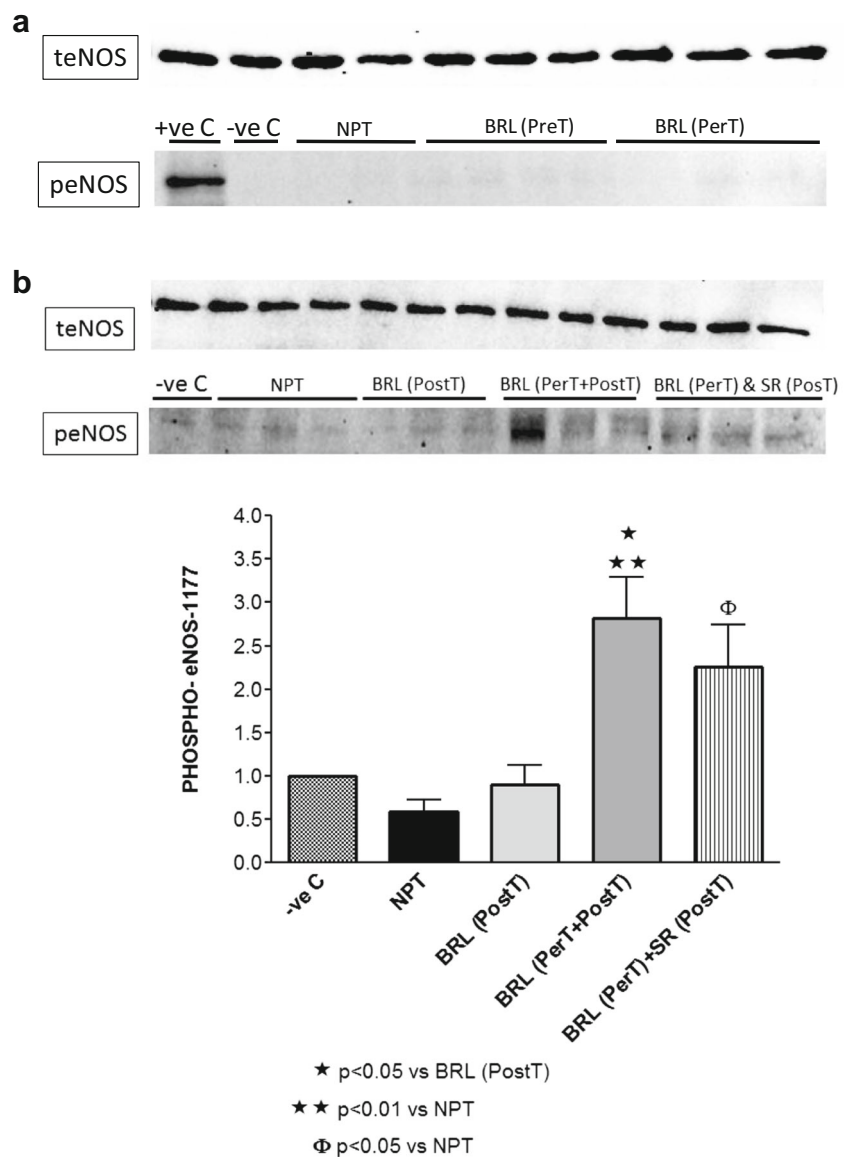 a
teNOS
+ve C -ve C NPT BRL (PreT) BRL (PerT)
peNOS
b
teNOS
-ve C NPT BRL (PostT) BRL (PerT+PostT) BRL (PerT) & SR (PosT)
peNOS
PHOSPHO- eNOS-1177
4.0
3.5
3.0
2.5
2.0
1.5
1.0
0.5
0.0
★
★ ★
Φ
-ve C
NPT
BRL (PostT)
BRL (PerT+PostT)
BRL (PerT)+SR (PostT)
★ p<0.05 vs BRL (PostT)
★ ★ p<0.01 vs NPT
Φ p<0.05 vs NPT